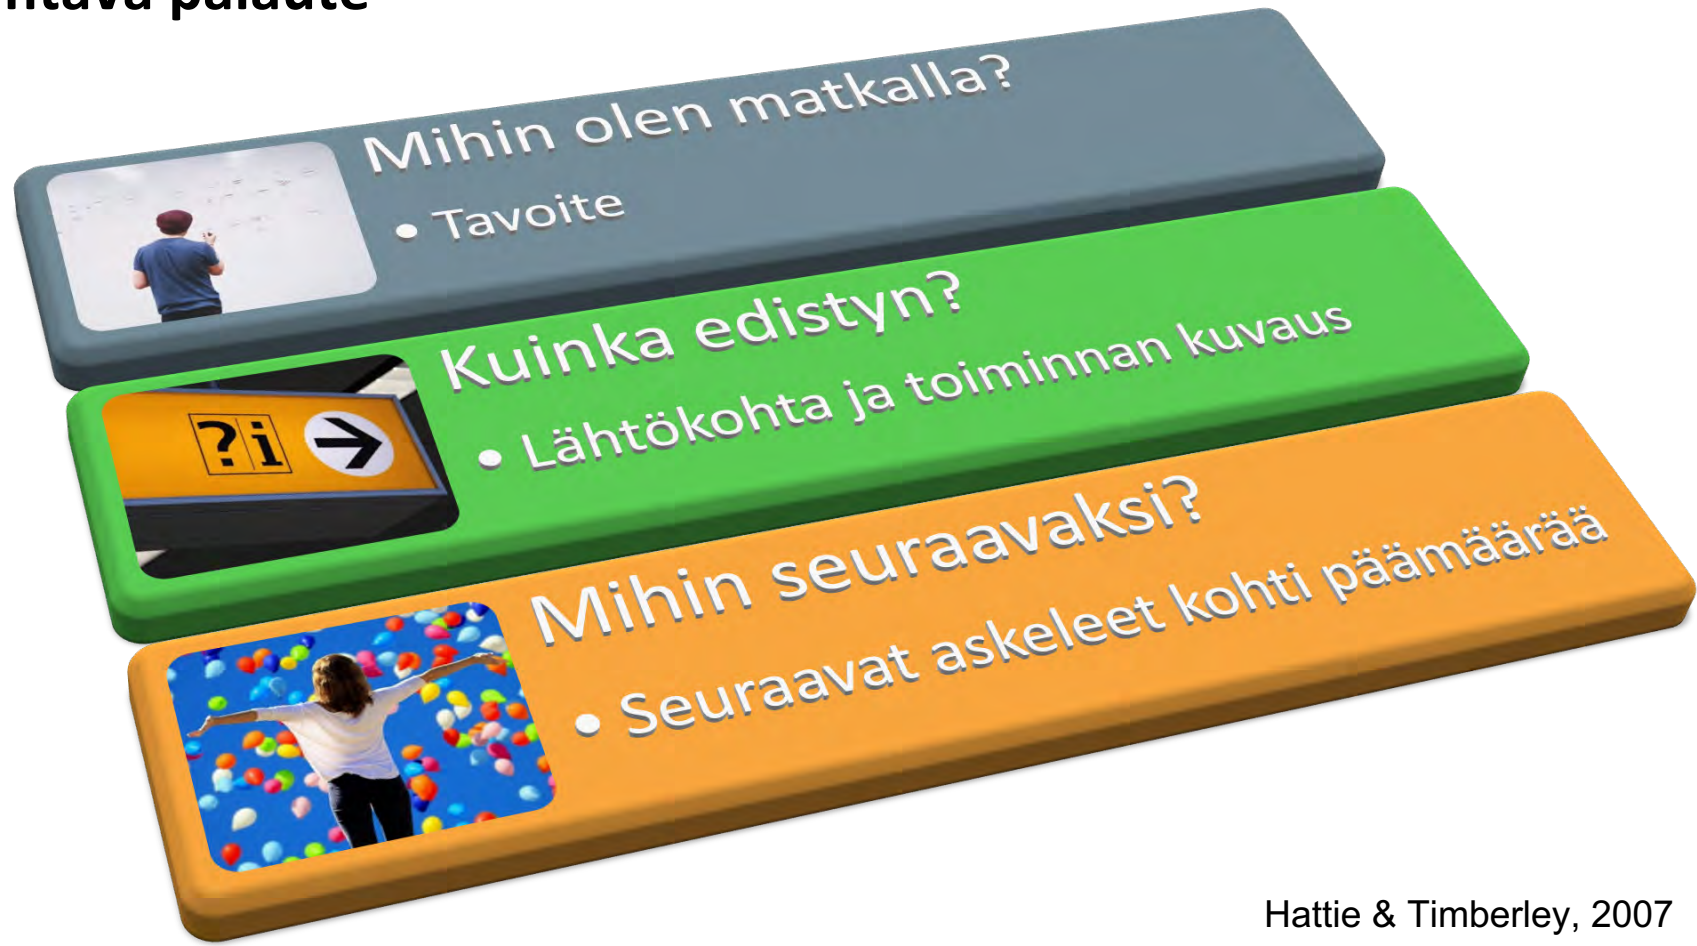 palaute
Mihin olen matkalla?
• Tavoite
Kuinka edistyn?
• Lähtökohta ja toiminnan kuvaus
?i
Mihin seuraavaksi?
• Seuraavat askeleet kohti päämäärää
Hattie & Timberley, 2007